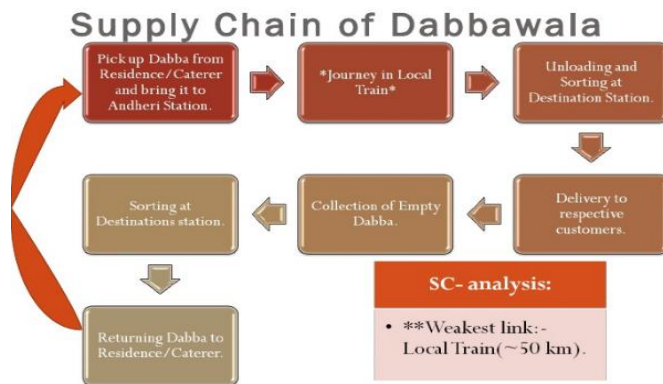 Supply Chain of Dabbawala
Pick up Dabba from
Residence/Caterer
and bring it to
Andheri Station.
*Journey in Local
Train*
Unloading and
Sorting at
Destination Station.
Delivery to
respective
customers.
Collection of Empty
Dabba.
Sorting at
Destinations station.
Returning Dabba to
Residence/Caterer.
SC- analysis:
• **Weakest link:-
Local Train(~50 km).